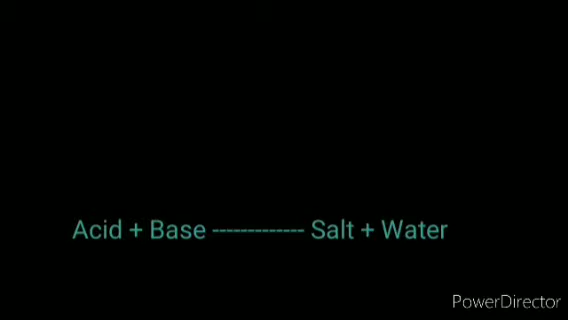 Acid + Base ------------- Salt + Water
PowerDirector